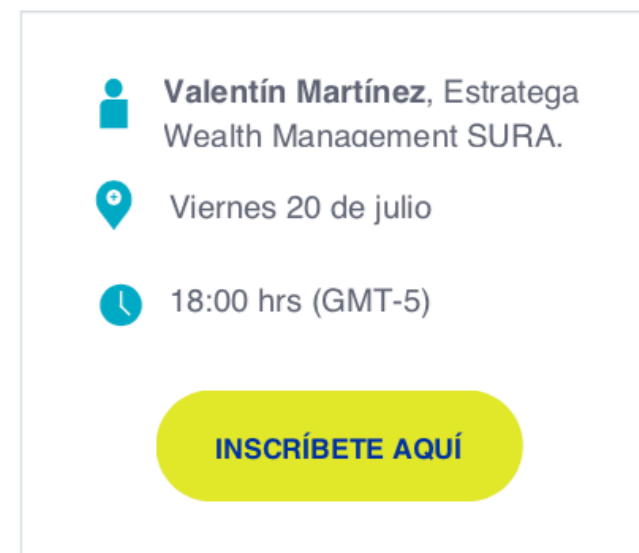 Valentín Martínez, Estratega
Wealth Management SURA.
Viernes 20 de julio
18:00 hrs (GMT-5)
INSCRÍBETE AQUÍ